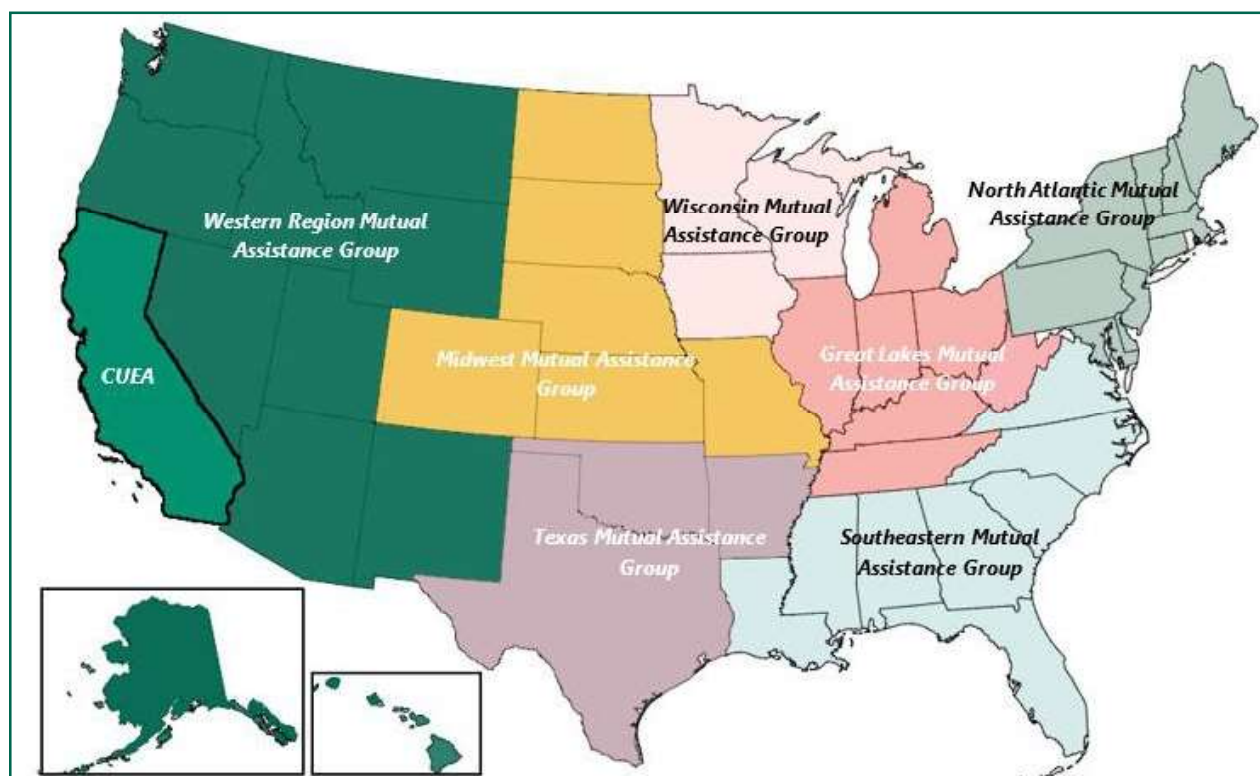 North Atlantic Mutual
Assistance Group
Wisconsin Mutual
Assistance Group
Western Region Mutual
Assistance Group
Midwest Mutual Assistance
Group
Great Lakes Mutual
Assistance Group
CUEA
Texas Mutual Assistance
Group
Southeastern Mutual
Assistance Group